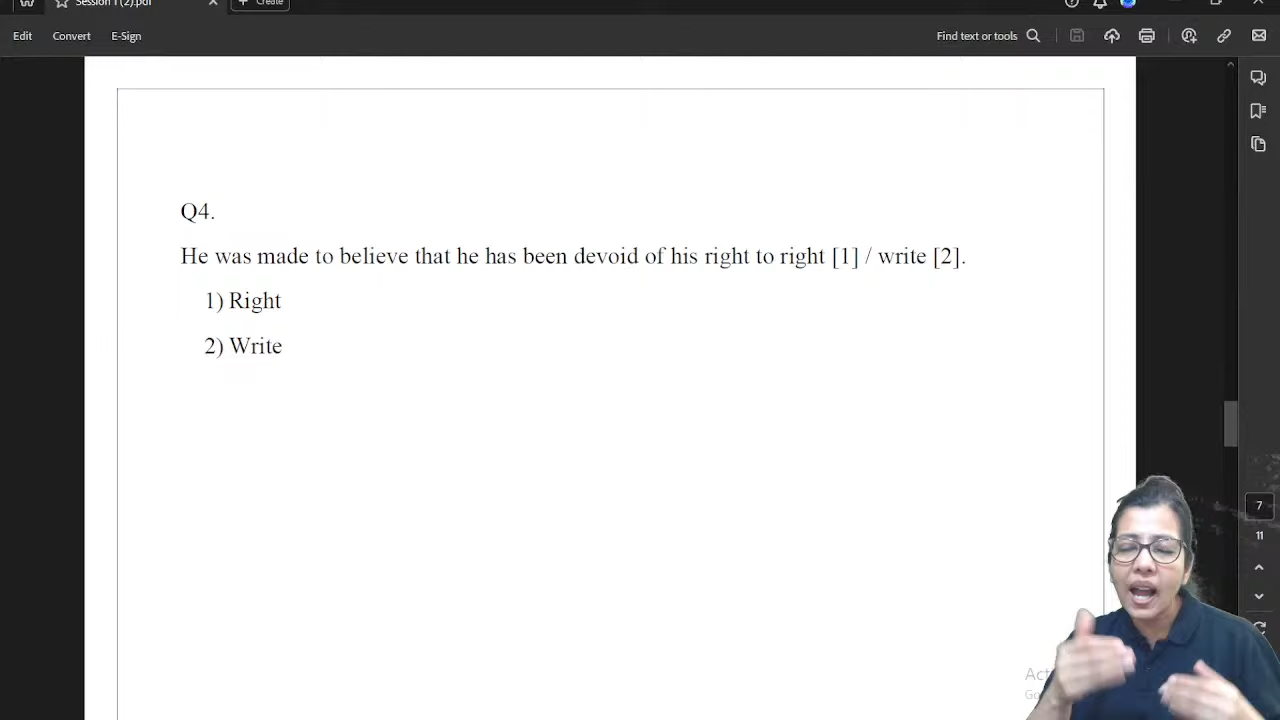 Session 1 (2).pdf
Create
Edit Convert E-Sign Find text or tools
Q4.
He was made to believe that he has been devoid of his right to right [1] / write [2].
1) Right
2) Write
7
11